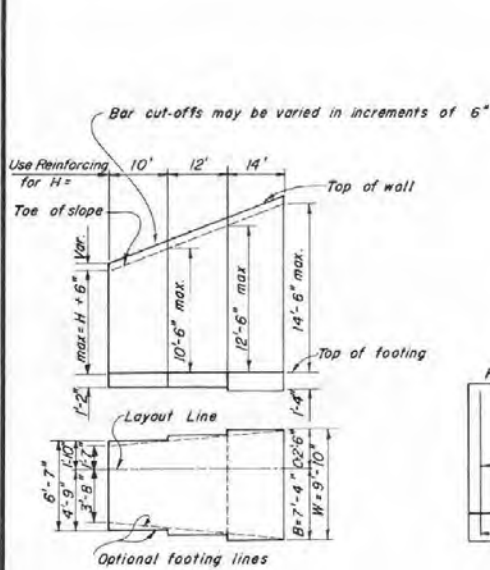 Bar cut-offs may be varied in increments of 6"
Use Reinforcing for H =
10'
12'
14'
Toe of slope
Top of wall
Var.
max = H + 6"
10'-6" max.
12'-6" max.
14'-6" max.
Top of footing
1'-2"
1'-4"
Layout Line
6'-7"
4'-9"
1'-10"
3'-8"
1'-7"
B = 7'-4"
C=2'-6"
W = 9'-10"
Optional footing lines